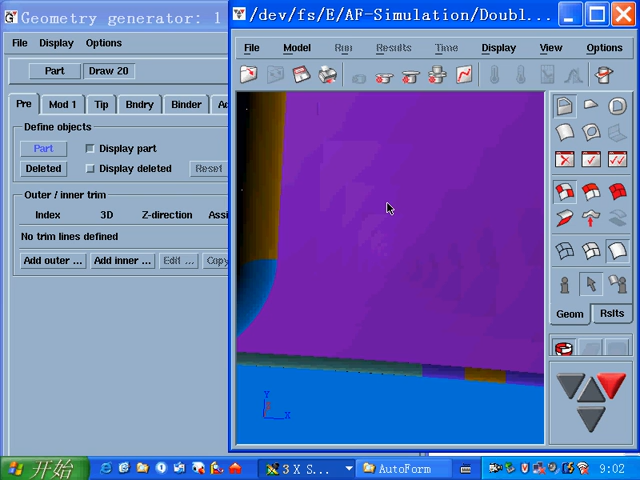 Geometry generator: 1
File Display Options
Part Draw 20
Pre Mod 1 Tip Bndry Binder
Define objects
Part Display part
Deleted Display deleted Reset
Outer / inner trim
Index 3D Z-direction
No trim lines defined
Add outer ... Add inner ... Edit ... Copy
/dev/fs/E/AF-Simulation/Doubl...
File Model Run Results Time Display View Options
Y
X
Geom Rslts
开始 3 X S... AutoForm 9:02